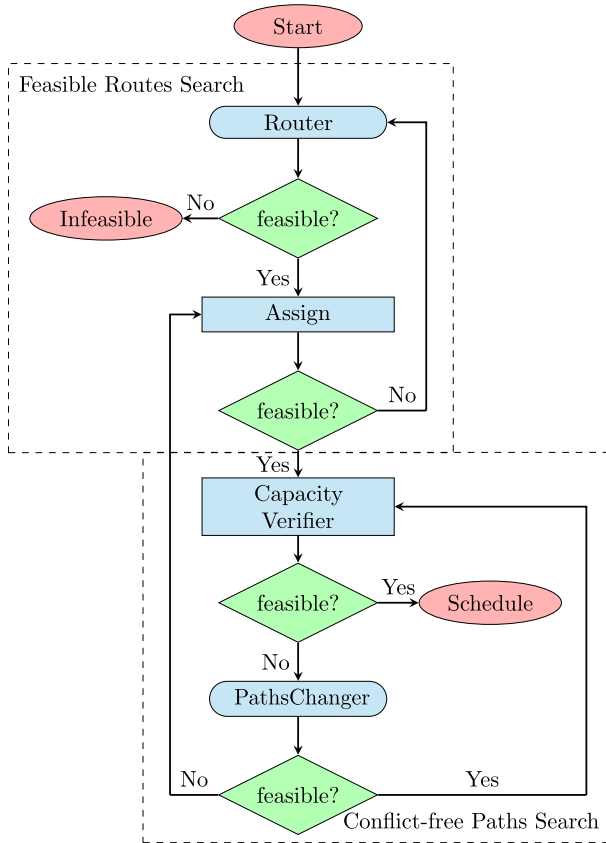 Start
Feasible Routes Search
Router
No
Infeasible
feasible?
Yes
Assign
feasible?
No
Yes
Capacity
Verifier
feasible?
Yes
Schedule
No
PathsChanger
No
feasible?
Yes
Conflict-free Paths Search